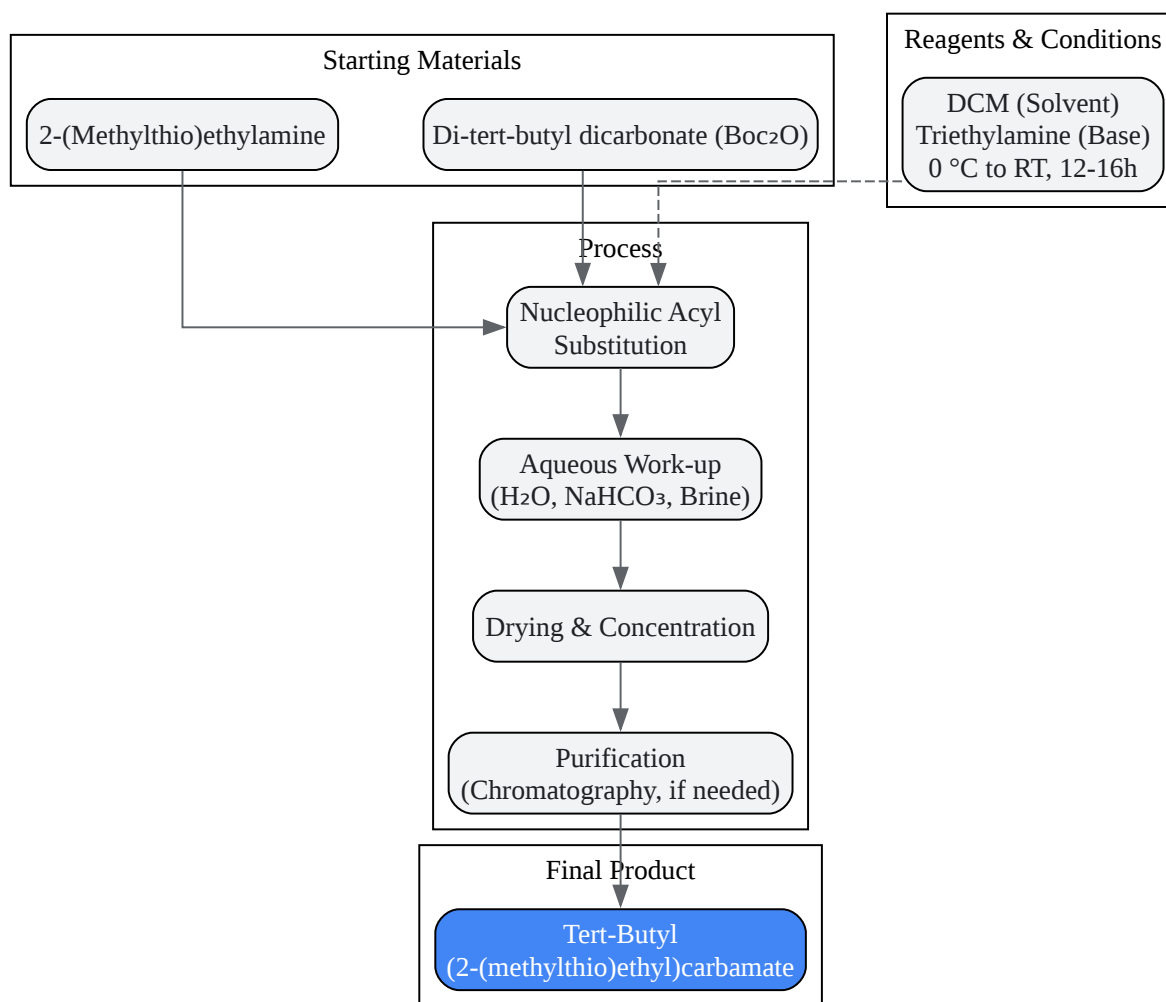 Starting Materials
2-(Methylthio)ethylamine
Di-tert-butyl dicarbonate (Boc₂O)
Reagents & Conditions
DCM (Solvent)
Triethylamine (Base)
0 °C to RT, 12-16h
Process
Nucleophilic Acyl
Substitution
Aqueous Work-up
(H₂O, NaHCO₃, Brine)
Drying & Concentration
Purification
(Chromatography, if needed)
Final Product
Tert-Butyl
(2-(methylthio)ethyl)carbamate